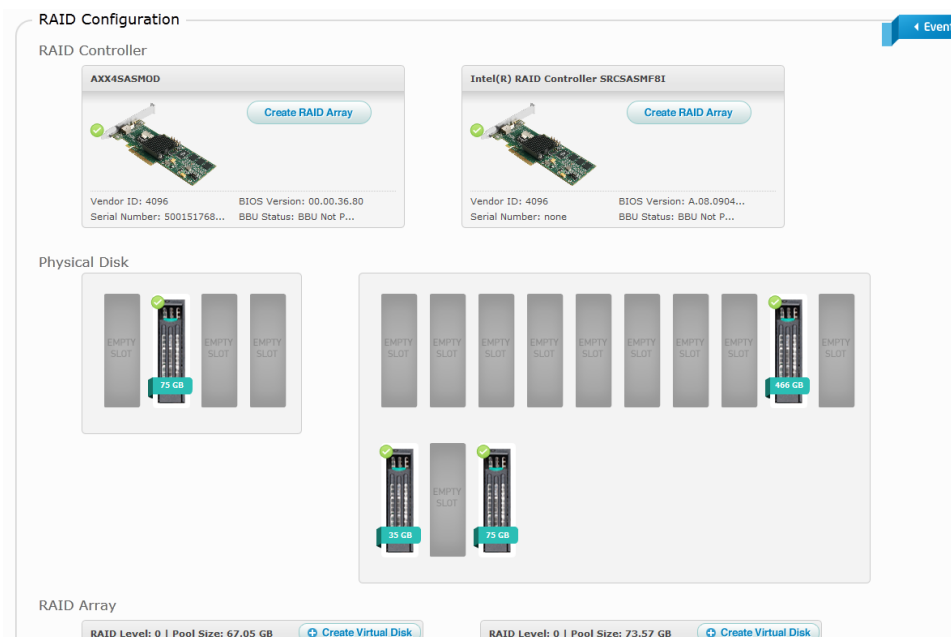 RAID Configuration
Event
RAID Controller
AXX4SASMOD
Create RAID Array
Vendor ID: 4096 BIOS Version: 00.00.36.80
Serial Number: 500151768... BBU Status: BBU Not P...
Intel(R) RAID Controller SRCSASMF8I
Create RAID Array
Vendor ID: 4096 BIOS Version: A.08.0904...
Serial Number: none BBU Status: BBU Not P...
Physical Disk
EMPTY
SLOT
75 GB
EMPTY
SLOT
EMPTY
SLOT
EMPTY
SLOT
EMPTY
SLOT
EMPTY
SLOT
EMPTY
SLOT
EMPTY
SLOT
EMPTY
SLOT
EMPTY
SLOT
EMPTY
SLOT
466 GB
EMPTY
SLOT
35 GB
EMPTY
SLOT
75 GB
RAID Array
RAID Level: 0 | Pool Size: 67.05 GB Create Virtual Disk
RAID Level: 0 | Pool Size: 73.57 GB Create Virtual Disk